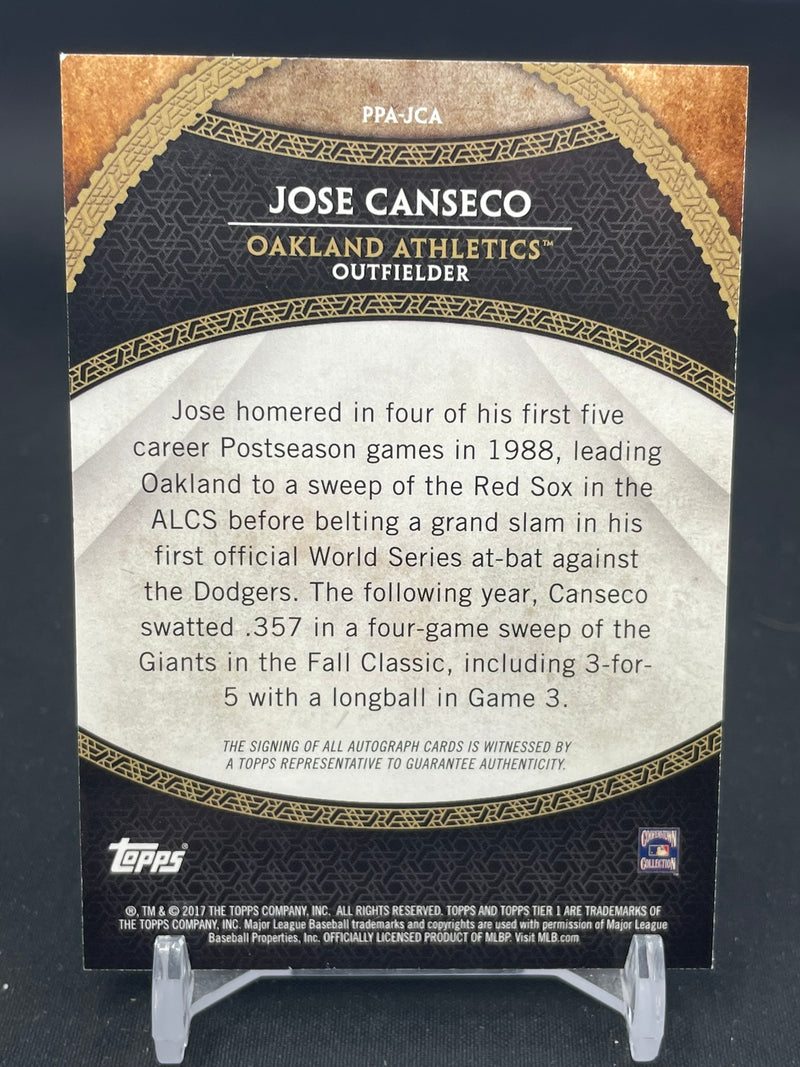 PPA-JCA
JOSE CANSECO
OAKLAND ATHLETICS™
OUTFIELDER
Jose homered in four of his first five
career Postseason games in 1988, leading
Oakland to a sweep of the Red Sox in the
ALCS before belting a grand slam in his
first official World Series at-bat against
the Dodgers. The following year, Canseco
swatted .357 in a four-game sweep of the
Giants in the Fall Classic, including 3-for-
5 with a longball in Game 3.
THE SIGNING OF ALL AUTOGRAPH CARDS IS WITNESSED BY
A TOPPS REPRESENTATIVE TO GUARANTEE AUTHENTICITY.
topps®
COOPERSTOWN
COLLECTION
®, TM & © 2017 THE TOPPS COMPANY, INC. ALL RIGHTS RESERVED. TOPPS AND TOPPS TIER 1 ARE TRADEMARKS OF
THE TOPPS COMPANY, INC. Major League Baseball trademarks and copyrights are used with permission of Major League
Baseball Properties, Inc. OFFICIALLY LICENSED PRODUCT OF MLBP. Visit MLB.com